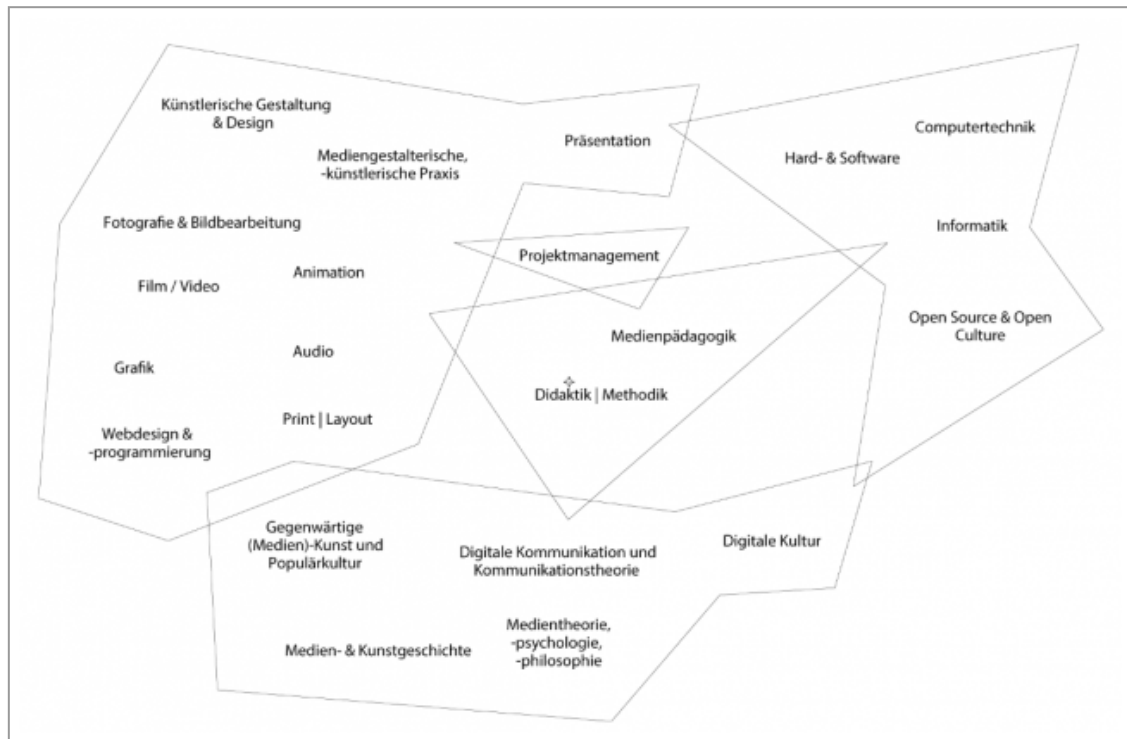 Künstlerische Gestaltung
& Design
Mediengestalterische,
-künstlerische Praxis
Präsentation
Computertechnik
Hard- & Software
Fotografie & Bildbearbeitung
Informatik
Projektmanagement
Film / Video
Animation
Open Source & Open
Culture
Medienpädagogik
Audio
Grafik
Didaktik | Methodik
Print | Layout
Webdesign &
-programmierung
Gegenwärtige
(Medien)-Kunst und
Populärkultur
Digitale Kommunikation und
Kommunikationstheorie
Digitale Kultur
Medien- & Kunstgeschichte
Medientheorie,
-psychologie,
-philosophie